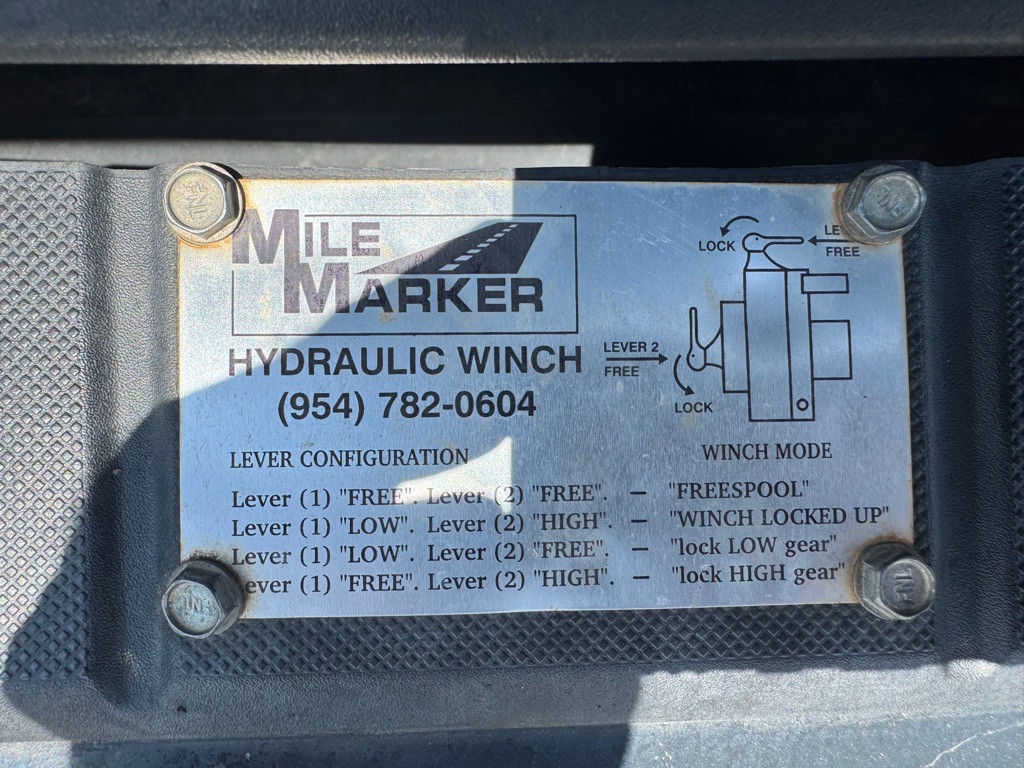 MILE
MARKER
HYDRAULIC WINCH
(954) 782-0604
LOCK
FREE
LEVER 2
FREE
LOCK
LEVER CONFIGURATION WINCH MODE
Lever (1) "FREE". Lever (2) "FREE". – "FREESPOOL"
Lever (1) "LOW". Lever (2) "HIGH". – "WINCH LOCKED UP"
Lever (1) "LOW". Lever (2) "FREE". – "lock LOW gear"
Lever (1) "FREE". Lever (2) "HIGH". – "lock HIGH gear"